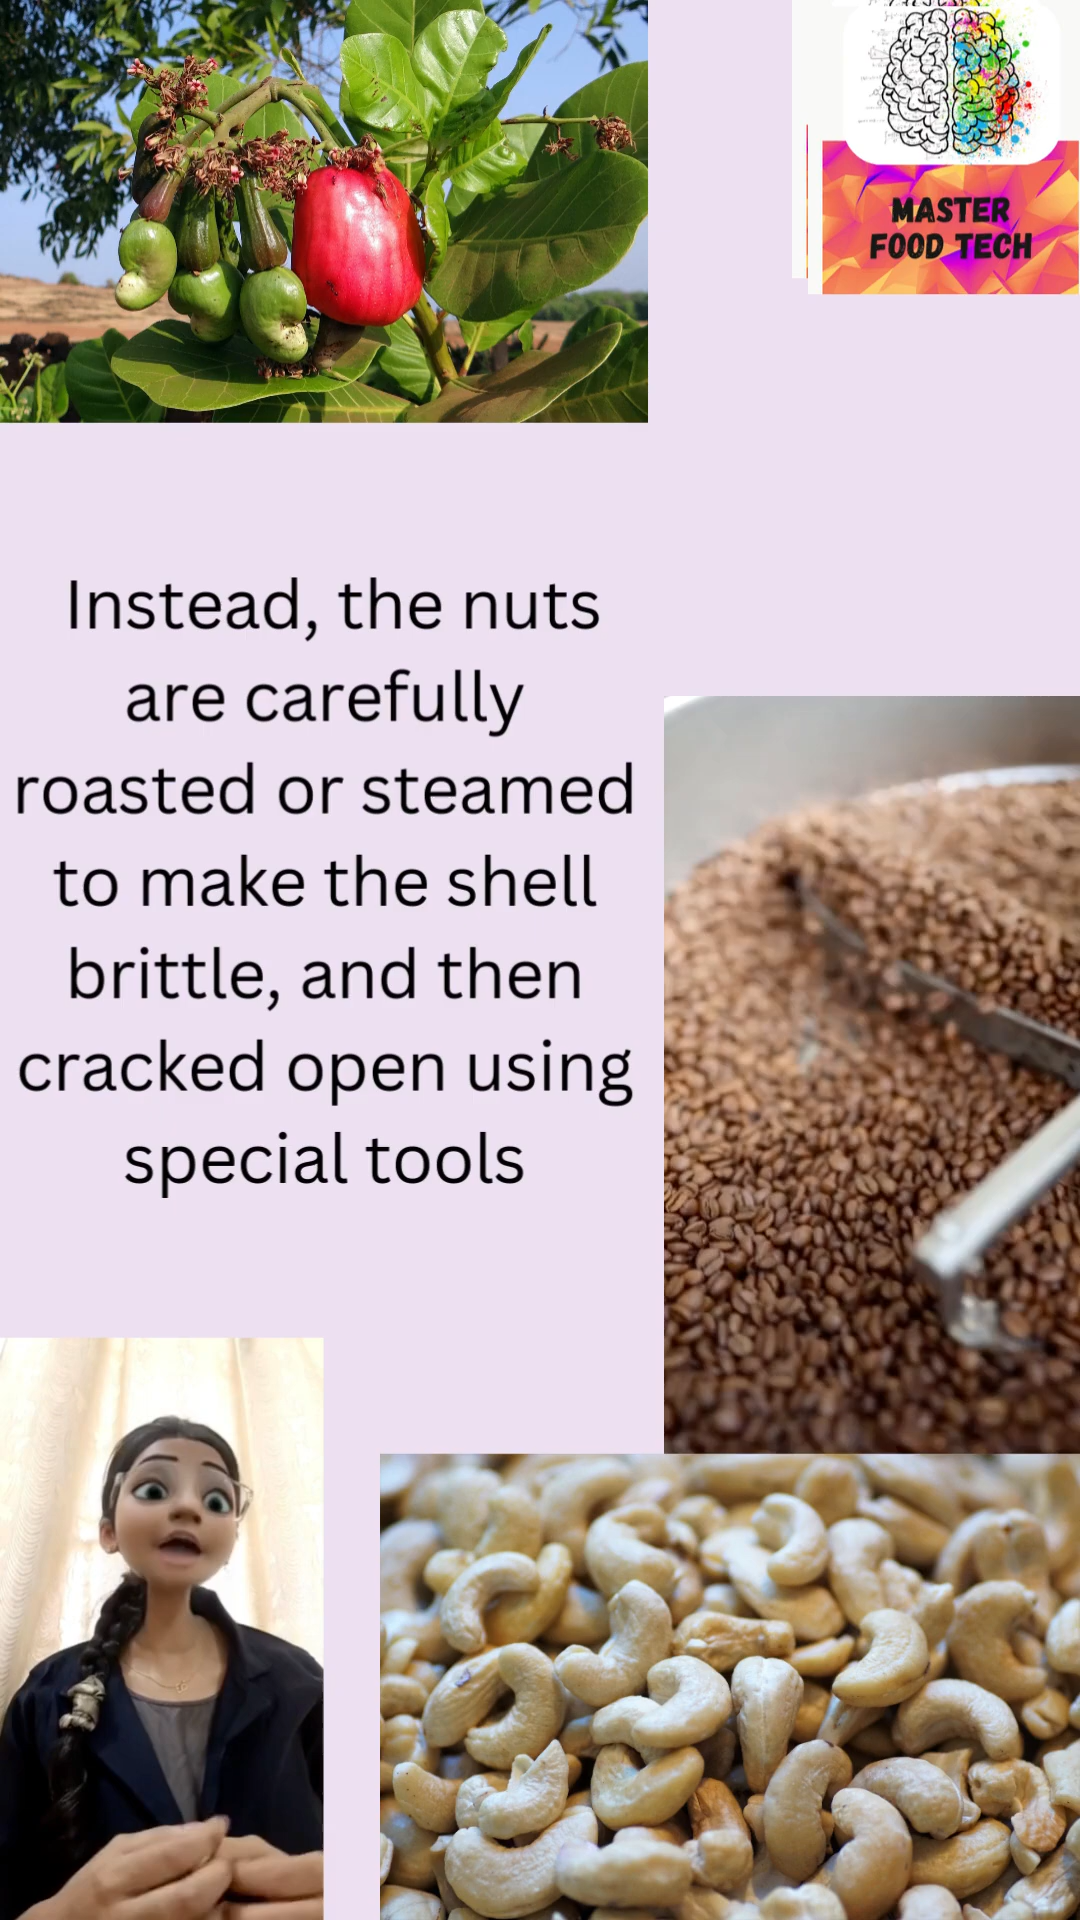 MASTER
FOOD TECH
Instead, the nuts
are carefully
roasted or steamed
to make the shell
brittle, and then
cracked open using
special tools